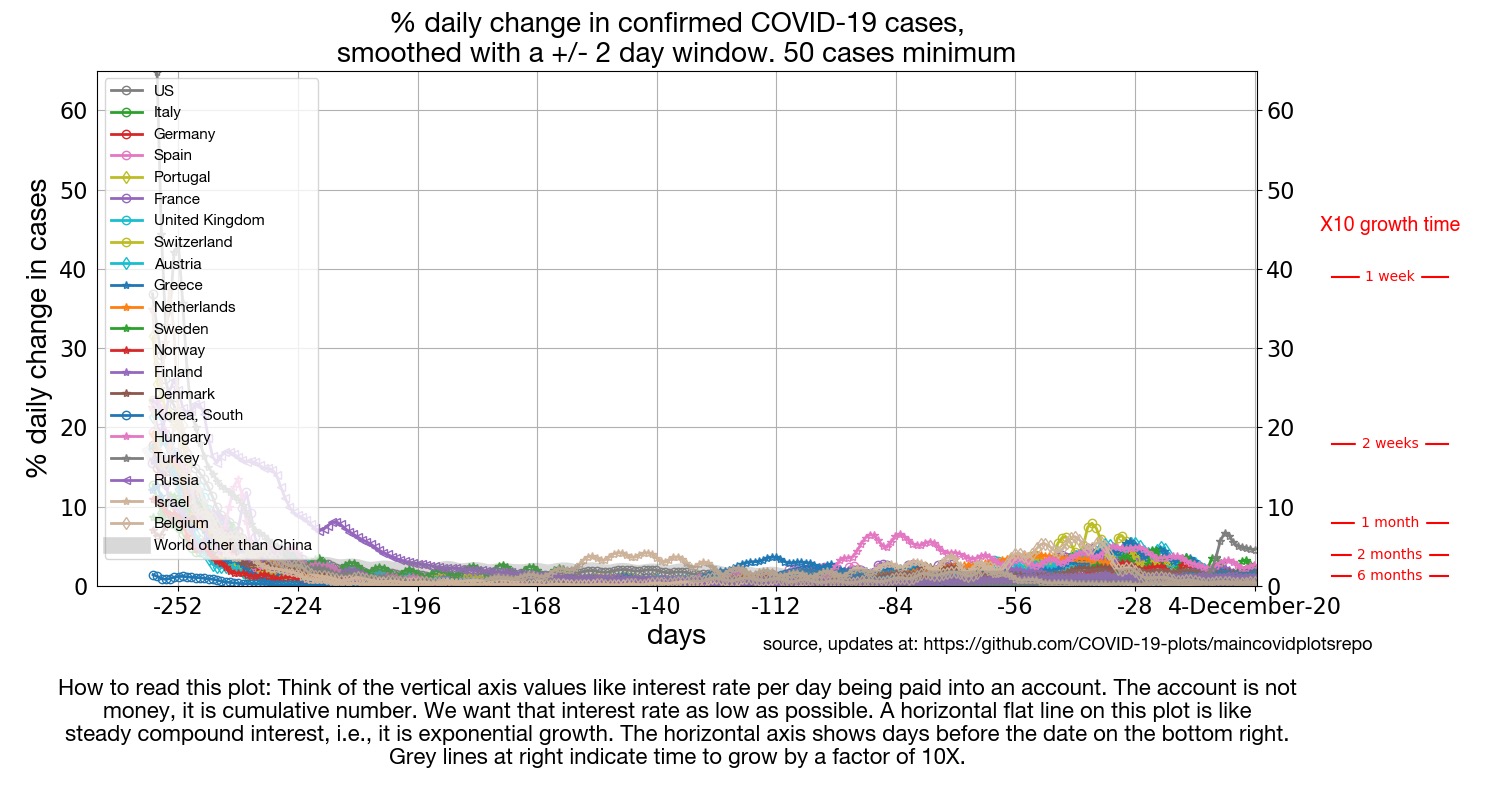 % daily change in confirmed COVID-19 cases,
smoothed with a +/- 2 day window. 50 cases minimum
% daily change in cases
60
50
40
30
20
10
0
US
Italy
Germany
Spain
Portugal
France
United Kingdom
Switzerland
Austria
Greece
Netherlands
Sweden
Norway
Finland
Denmark
Korea, South
Hungary
Turkey
Russia
Israel
Belgium
World other than China
60
50
40
30
20
10
0
X10 growth time
1 week
2 weeks
1 month
2 months
6 months
-252 -224 -196 -168 -140 -112 -84 -56 -28 4-December-20
days
source, updates at: https://github.com/COVID-19-plots/maincovidplotsrepo
How to read this plot: Think of the vertical axis values like interest rate per day being paid into an account. The account is not
money, it is cumulative number. We want that interest rate as low as possible. A horizontal flat line on this plot is like
steady compound interest, i.e., it is exponential growth. The horizontal axis shows days before the date on the bottom right.
Grey lines at right indicate time to grow by a factor of 10X.